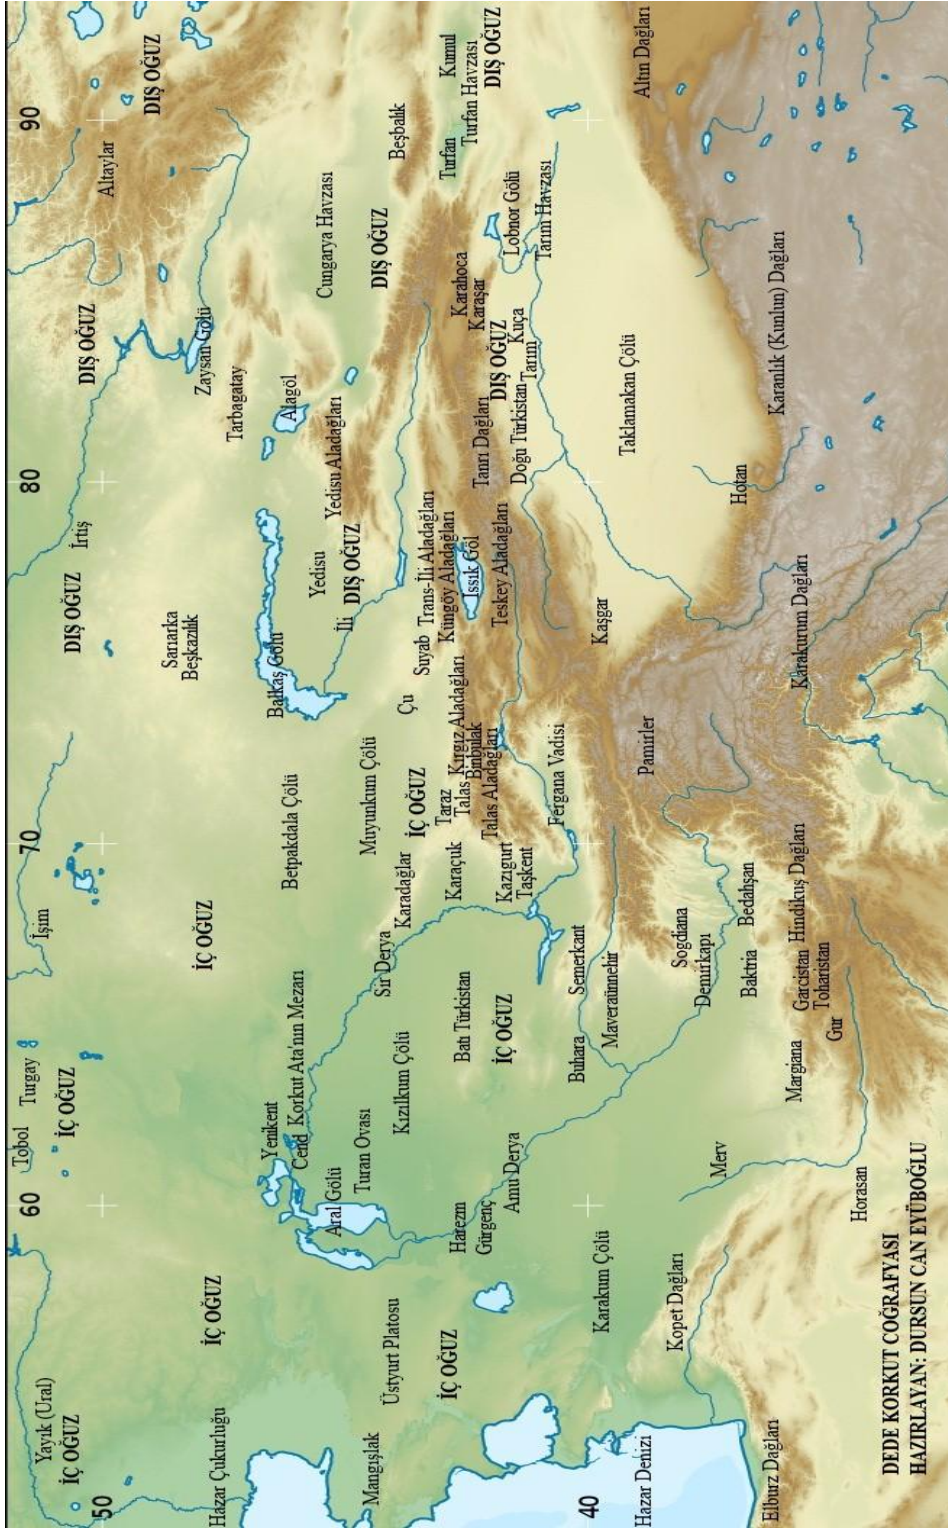 Yayık (Ural)
İÇ OĞUZ
Tobol
Turgay
İÇ OĞUZ
İşim
İÇ OĞUZ
DIŞ OĞUZ
İrtiş
DIŞ OĞUZ
Altaylar
DIŞ OĞUZ
50
60
70
80
90
Hazar Çukurluğu
İÇ OĞUZ
Yenikent
Cend
Korkut Ata'nın Mezarı
Betpakdala Çölü
Sarıarka
Beşkazılık
Balkaş Gölü
Tarbagatay
Zaysan Gölü
Alagöl
Yedisu
Yedisu Aladağları
DIŞ OĞUZ
İli
Cungarya Havzası
DIŞ OĞUZ
Beşbalık
Aral Gölü
Turan Ovası
Kızılkum Çölü
Sır Derya
Karadağlar
Muyunkum Çölü
Çu
Suyab
Trans-İli Aladağları
Küngöy Aladağları
Issık Göl
Teskey Aladağları
Tanrı Dağları
Doğu Türkistan
DIŞ OĞUZ
Tarım
Kuça
Karaşar
Karahoca
Turfan
Turfan Havzası
Kumul
DIŞ OĞUZ
Lobnor Gölü
Tarım Havzası
Mangışlak
Üstyurt Platosu
İÇ OĞUZ
Harezm
Gürgenç
Amu Derya
Batı Türkistan
İÇ OĞUZ
İÇ OĞUZ
Taraz
Talas
Kırgız Aladağları
Binbulak
Talas Aladağları
Karaçuk
Kazıgurt
Taşkent
Fergana Vadisi
Kaşgar
Taklamakan Çölü
Altın Dağları
40
Hazar Denizi
Karakum Çölü
Kopet Dağları
Buhara
Semerkant
Maveraünnehir
Sogdiana
Demirkapı
Pamirler
Hotan
Karanlık (Kunlun) Dağları
Merv
Baktria
Bedahşan
Karakurum Dağları
Elburz Dağları
Margiana
Garcistan
Toharistan
Gur
Hindikuş Dağları
Horasan
DEDE KORKUT COĞRAFYASI
HAZIRLAYAN: DURSUN CAN EYÜBOĞLU